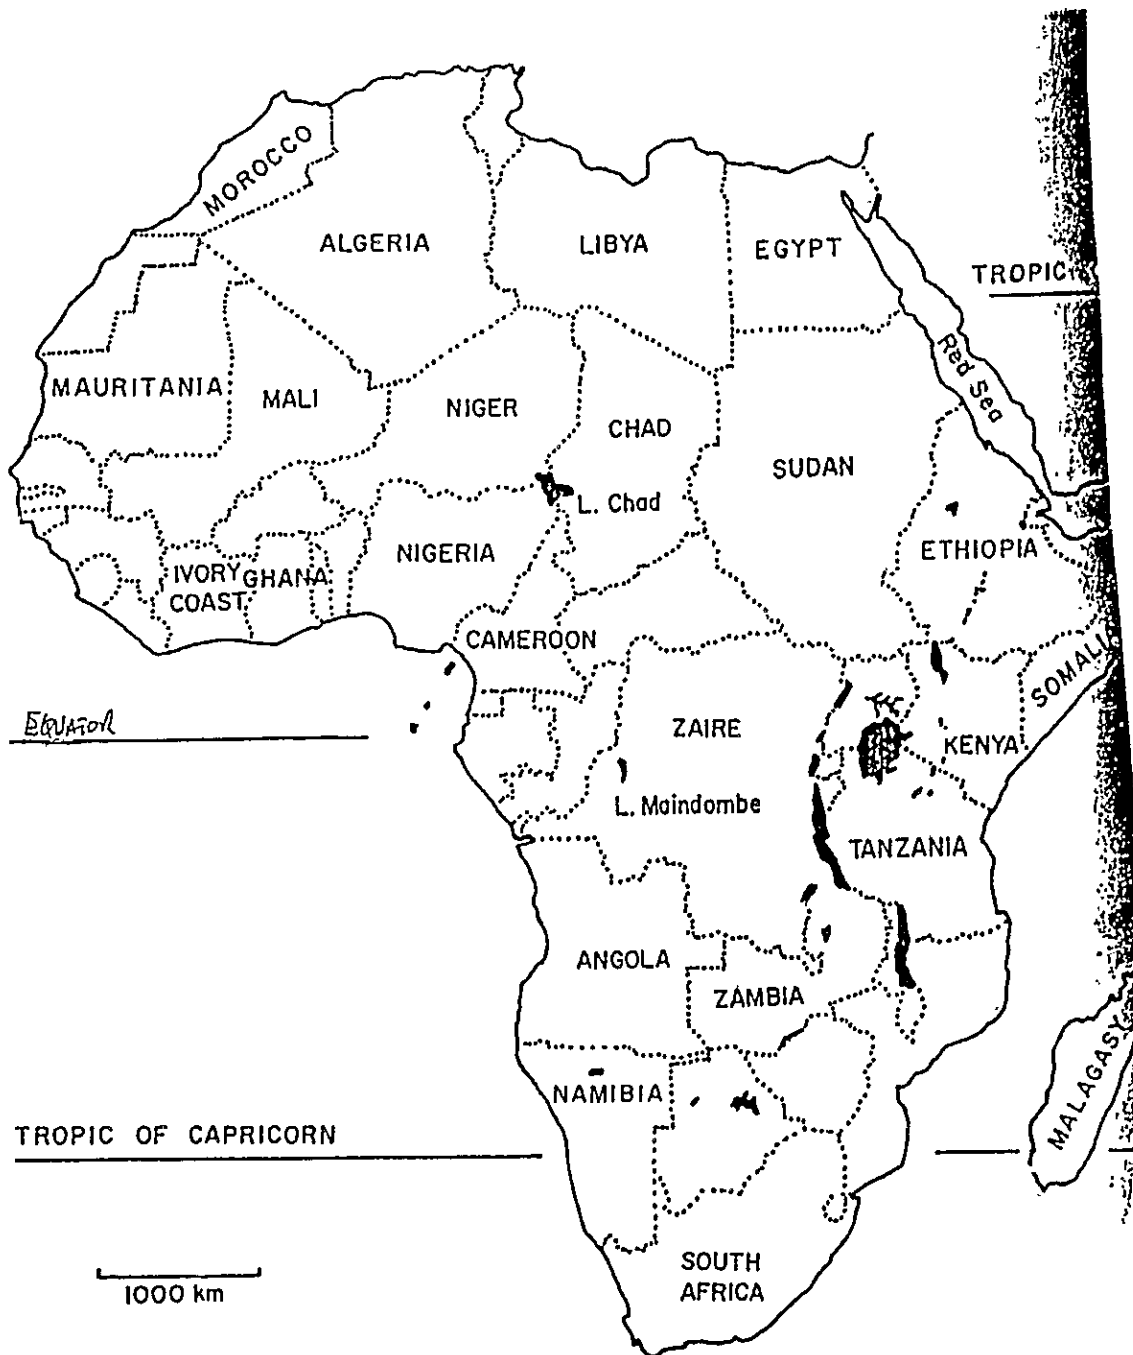 MOROCCO
ALGERIA
LIBYA
EGYPT
TROPIC
Red Sea
MAURITANIA
MALI
NIGER
CHAD
SUDAN
L. Chad
NIGERIA
ETHIOPIA
IVORY
COAST
GHANA
CAMEROON
SOMALI
EQUATOR
ZAIRE
KENYA
L. Maindombe
TANZANIA
ANGOLA
ZAMBIA
MALAGASY
NAMIBIA
TROPIC OF CAPRICORN
SOUTH
AFRICA
1000 km